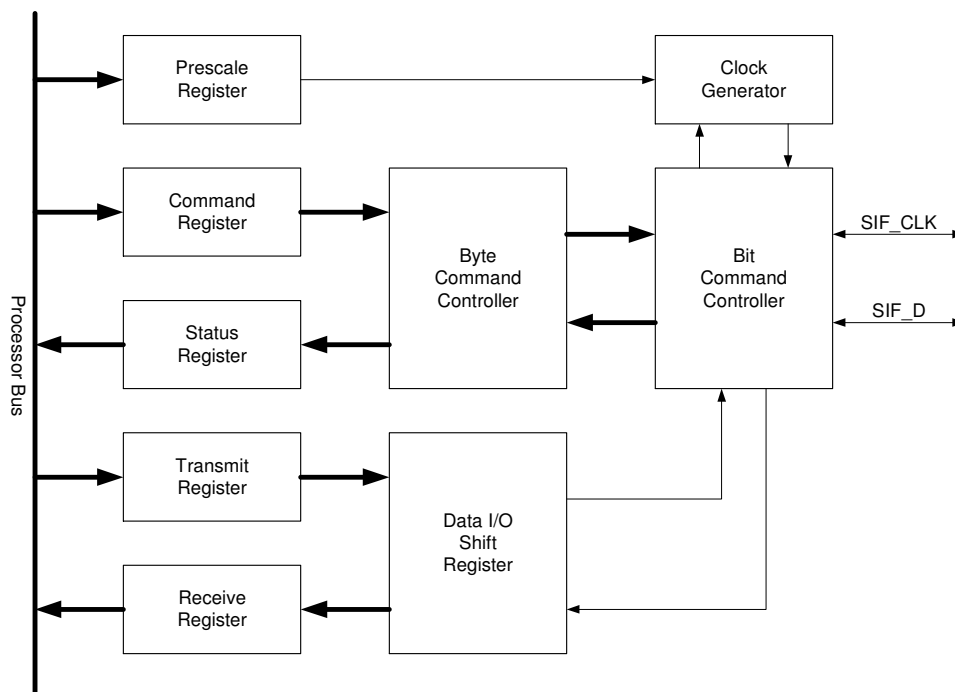 Prescale
Register
Clock
Generator
Command
Register
Byte
Command
Controller
Bit
Command
Controller
SIF_CLK
SIF_D
Status
Register
Processor Bus
Transmit
Register
Data I/O
Shift
Register
Receive
Register